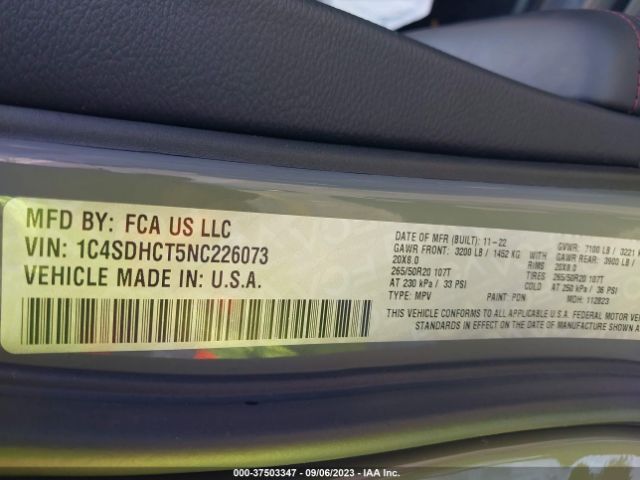 MFD BY: FCA US LLC
VIN: 1C4SDHCT5NC226073
VEHICLE MADE IN: U.S.A.
DATE OF MFD (BUILT): 11-22 GVWR: 7100 LB / 3221
GAWR FRONT: 3200 LB / 1452 KG WITH GAWR REAR: 3900 LB /
20X8.0 RIMS 20X8.0
265/50R20 107T TIRES 265/50R20 107T
AT 230 kPa / 33 PSI COLD AT 250 kPa / 36 PSI
TYPE: MPV PAINT: PDN MDH: 112823
THIS VEHICLE CONFORMS TO ALL APPLICABLE U.S.A. FEDERAL MOTOR
STANDARDS IN EFFECT ON THE DATE OF MFR SHOWN
000-37503347 - 09/06/2023 - IAA Inc.